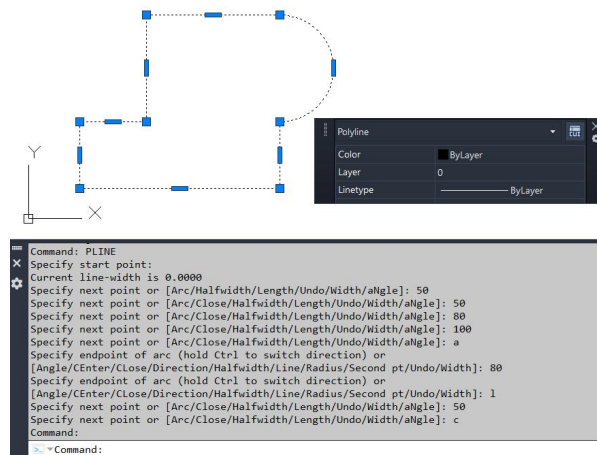 Y
X
Polyline
CUI
Color ByLayer
Layer 0
Linetype ByLayer
Command: PLINE
Specify start point:
Current line-width is 0.0000
Specify next point or [Arc/Halfwidth/Length/Undo/Width/aNgle]: 50
Specify next point or [Arc/Close/Halfwidth/Length/Undo/Width/aNgle]: 50
Specify next point or [Arc/Close/Halfwidth/Length/Undo/Width/aNgle]: 80
Specify next point or [Arc/Close/Halfwidth/Length/Undo/Width/aNgle]: 100
Specify next point or [Arc/Close/Halfwidth/Length/Undo/Width/aNgle]: a
Specify endpoint of arc (hold Ctrl to switch direction) or
[Angle/CEnter/CLose/Direction/Halfwidth/Line/Radius/Second pt/Undo/Width]: 80
Specify endpoint of arc (hold Ctrl to switch direction) or
[Angle/CEnter/CLose/Direction/Halfwidth/Line/Radius/Second pt/Undo/Width]: l
Specify next point or [Arc/Close/Halfwidth/Length/Undo/Width/aNgle]: 50
Specify next point or [Arc/Close/Halfwidth/Length/Undo/Width/aNgle]: c
Command:
Command: